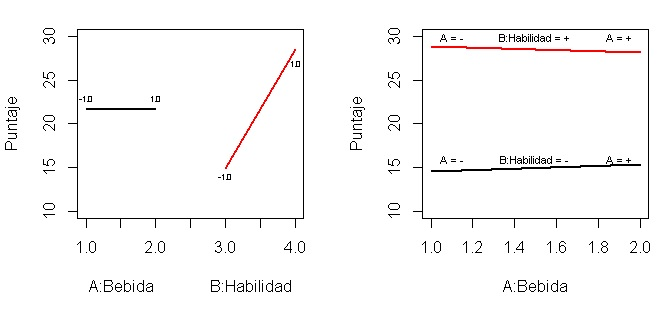 Puntaje
30
25
20
15
10
-1.0
1.0
1.0
-1.0
1.0
2.0
3.0
4.0
A:Bebida
B:Habilidad
Puntaje
30
25
20
15
10
A = -
B:Habilidad = +
A = +
A = -
B:Habilidad = -
A = +
1.0
1.2
1.4
1.6
1.8
2.0
A:Bebida